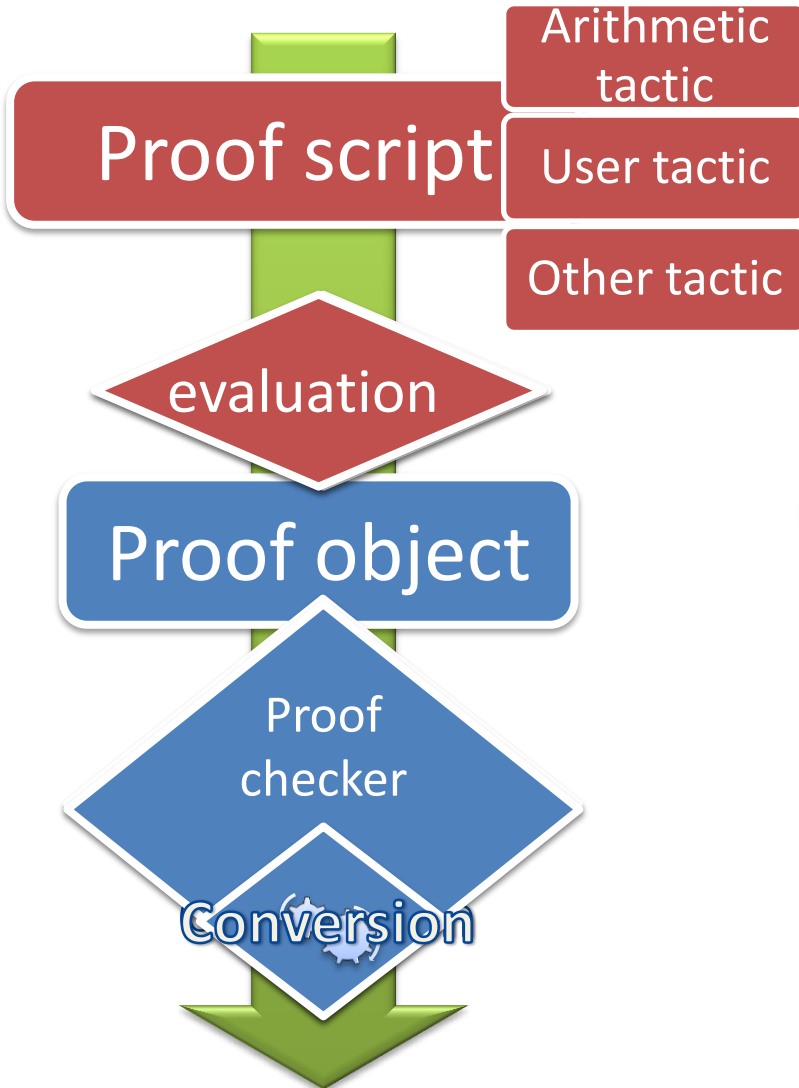 Arithmetic
tactic
Proof script
User tactic
Other tactic
evaluation
Proof object
Proof
checker
Conversion